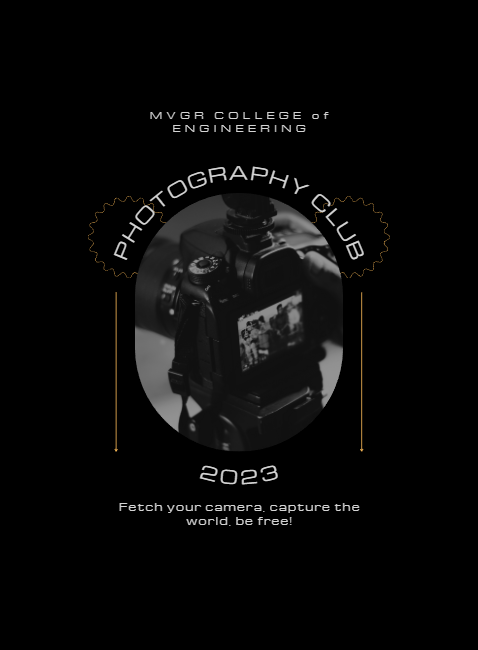 MVGR COLLEGE of
ENGINEERING
PHOTOGRAPHY CLUB
2023
Fetch your camera, capture the
world, be free!